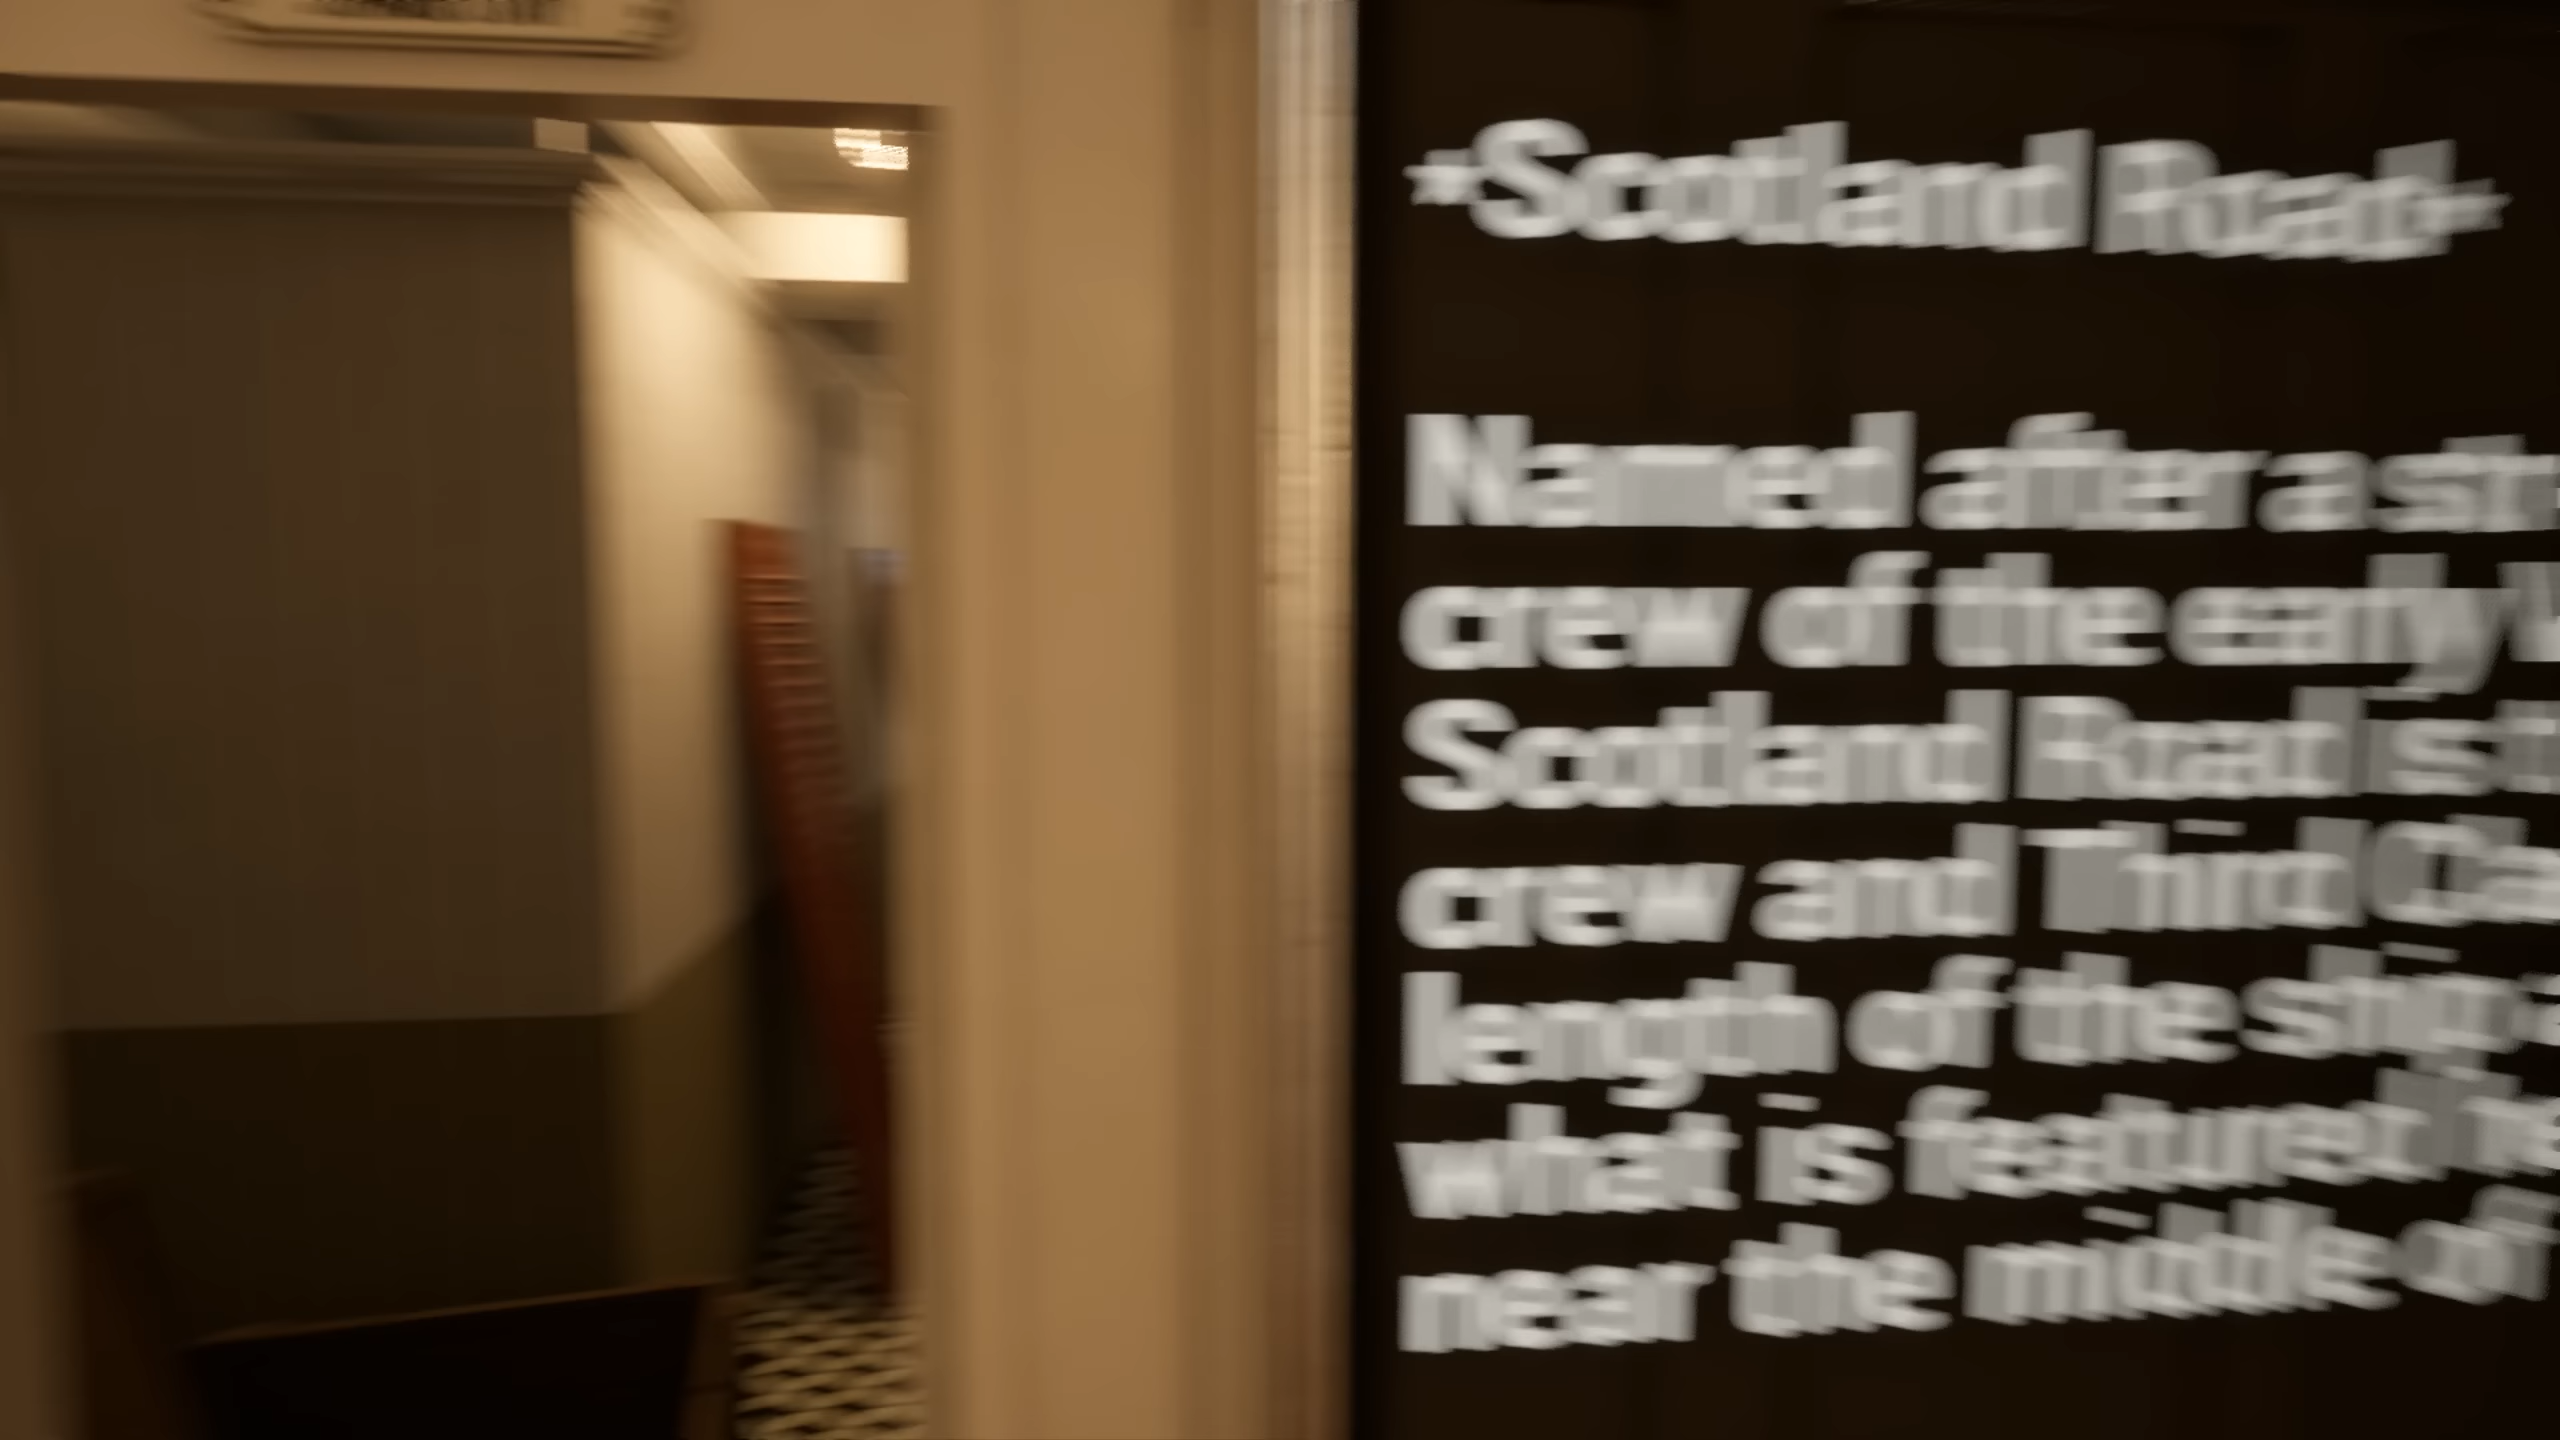 *Scotland Road*
Named after a
crew of the early
Scotland Road is
crew and Third
length of the ship
what is featured
near the middle of